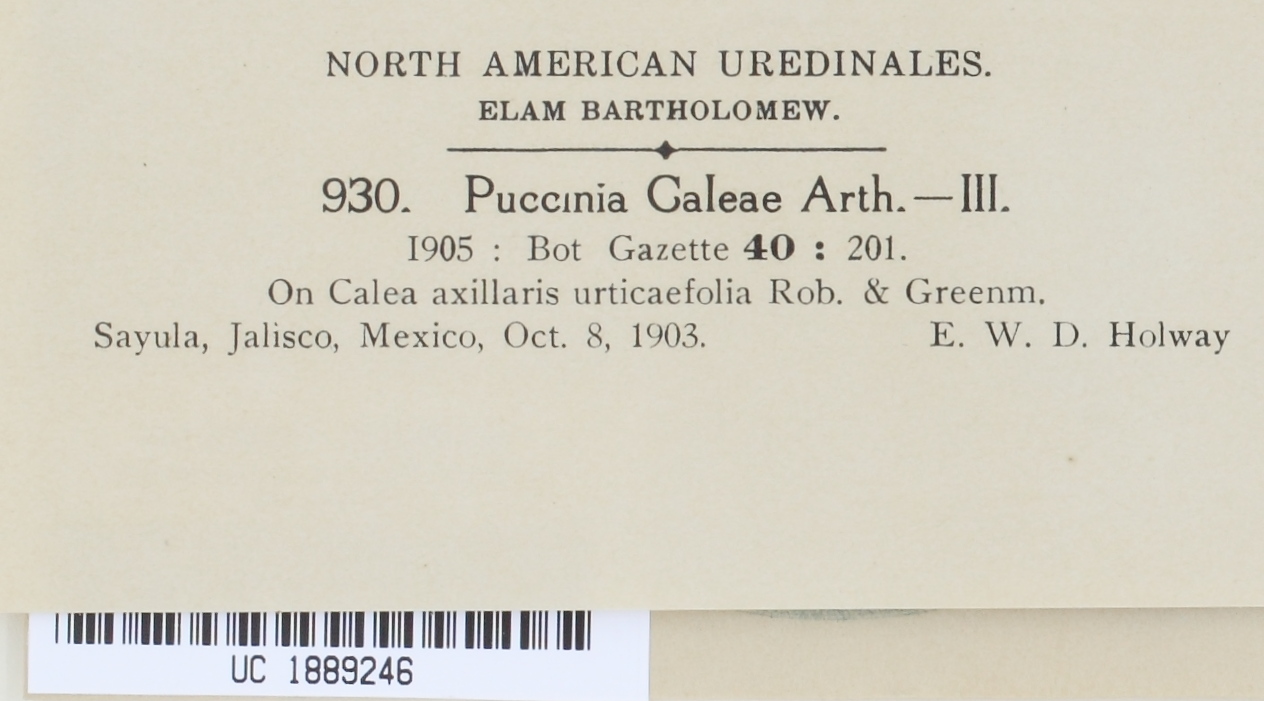 NORTH AMERICAN UREDINALES.
ELAM BARTHOLOMEW.
930. Puccinia Caleae Arth.—III.
1905 : Bot Gazette 40 : 201.
On Calea axillaris urticaefolia Rob. & Greenm.
Sayula, Jalisco, Mexico, Oct. 8, 1903. E. W. D. Holway
UC 1889246